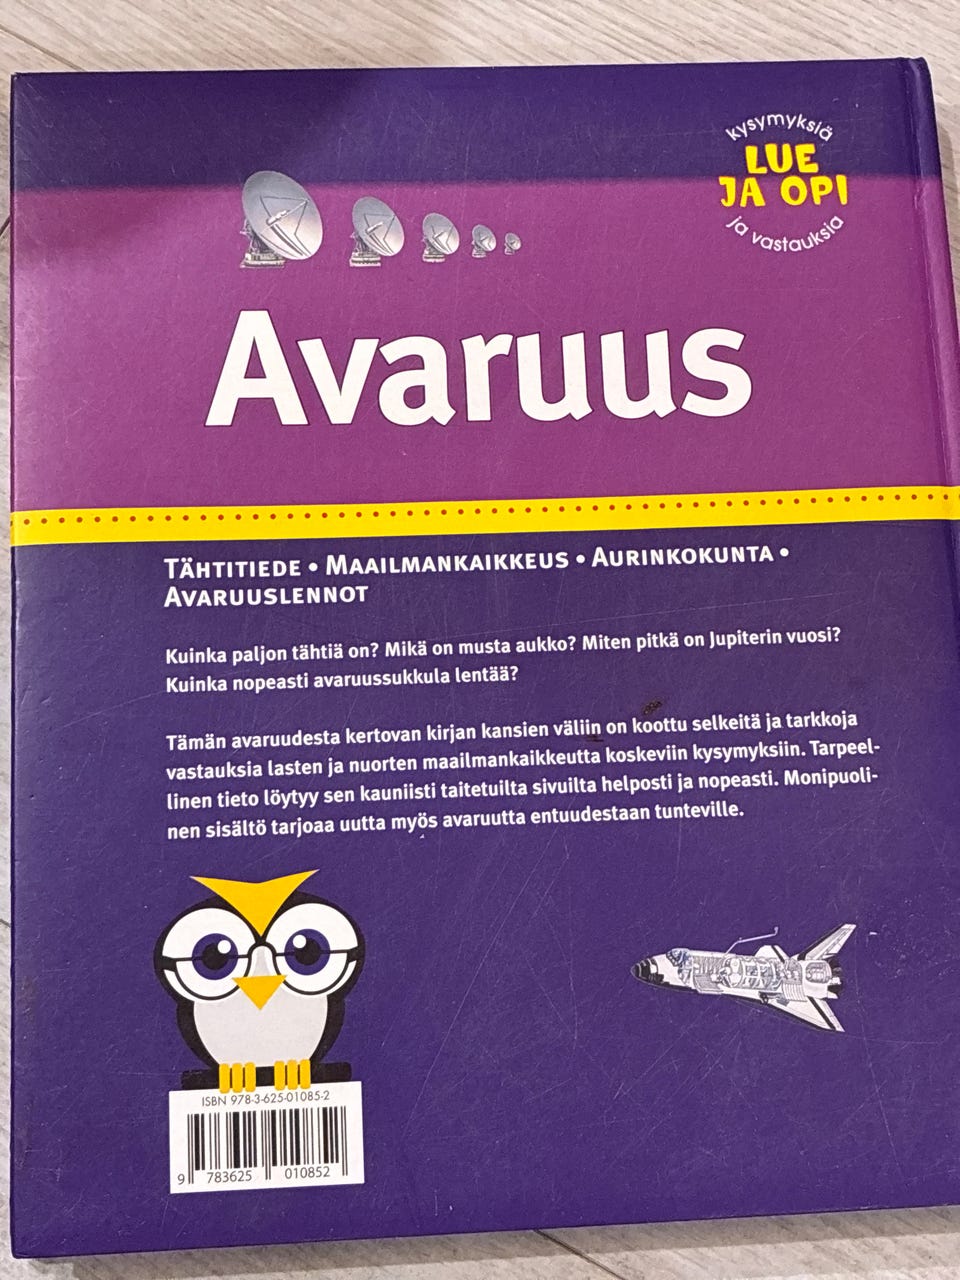 kysymyksiä
LUE
JA OPI
ja vastauksia
Avaruus
TÄHTITIEDE • MAAILMANKAIKKEUS • AURINKOKUNTA •
AVARUUSLENNOT
Kuinka paljon tähtiä on? Mikä on musta aukko? Miten pitkä on Jupiterin vuosi?
Kuinka nopeasti avaruussukkula lentää?
Tämän avaruudesta kertovan kirjan kansien väliin on koottu selkeitä ja tarkkoja
vastauksia lasten ja nuorten maailmankaikkeutta koskeviin kysymyksiin. Tarpeel-
linen tieto löytyy sen kauniisti taitetuilta sivuilta helposti ja nopeasti. Monipuoli-
nen sisältö tarjoaa uutta myös avaruutta entuudestaan tunteville.
ISBN 978-3-625-01085-2
9 783625 010852